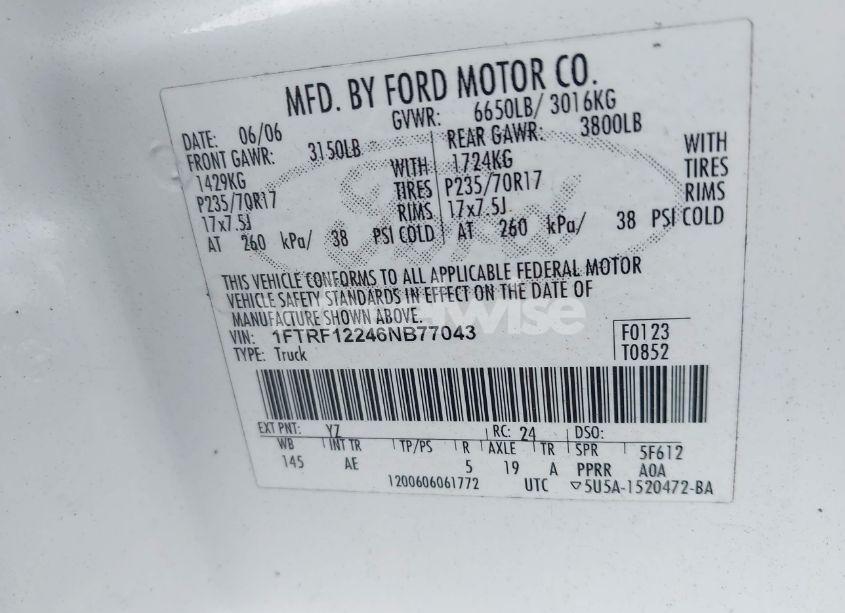 MFD. BY FORD MOTOR CO.
DATE: 06/06 GVWR: 6650LB/ 3016KG
FRONT GAWR: 3150LB REAR GAWR: 3800LB
1429KG WITH 1724KG WITH
P235/70R17 TIRES P235/70R17 TIRES
17x7.5J RIMS 17x7.5J RIMS
AT 260 kPa/ 38 PSI COLD AT 260 kPa/ 38 PSI COLD
THIS VEHICLE CONFORMS TO ALL APPLICABLE FEDERAL MOTOR
VEHICLE SAFETY STANDARDS IN EFFECT ON THE DATE OF
MANUFACTURE SHOWN ABOVE.
VIN: 1FTRF12246NB77043 F0123
TYPE: Truck T0852
EXT PNT: YZ RC: 24 DSO:
WB INT TR TP/PS R AXLE TR SPR 5F612
145 AE 5 19 A PPRR A0A
1200606061772 UTC ▽5U5A-1520472-BA